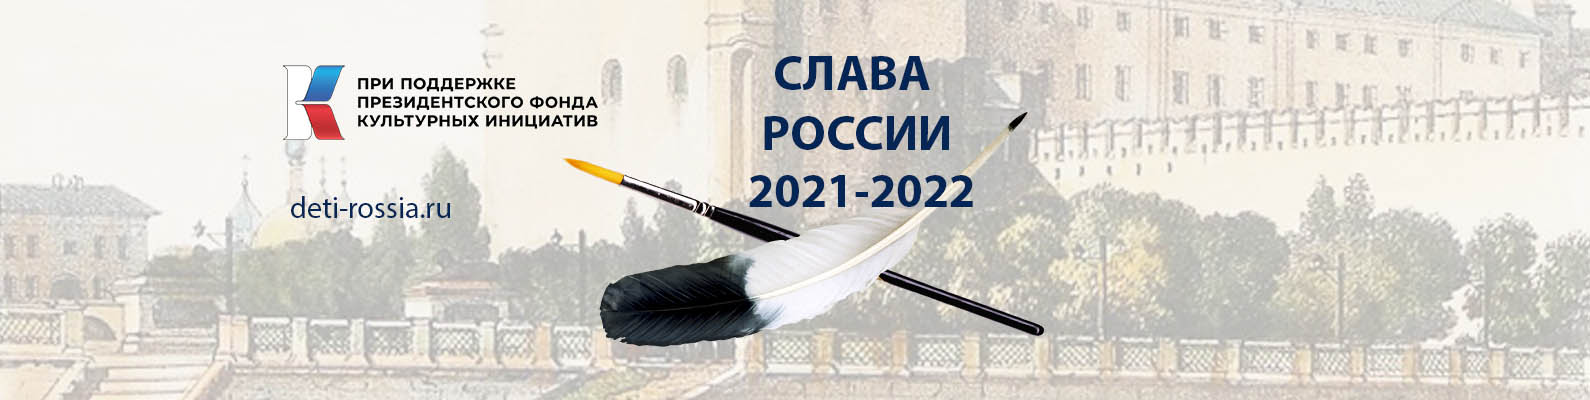 ПРИ ПОДДЕРЖКЕ
ПРЕЗИДЕНТСКОГО ФОНДА
КУЛЬТУРНЫХ ИНИЦИАТИВ
deti-rossia.ru
СЛАВА
РОССИИ
2021-2022